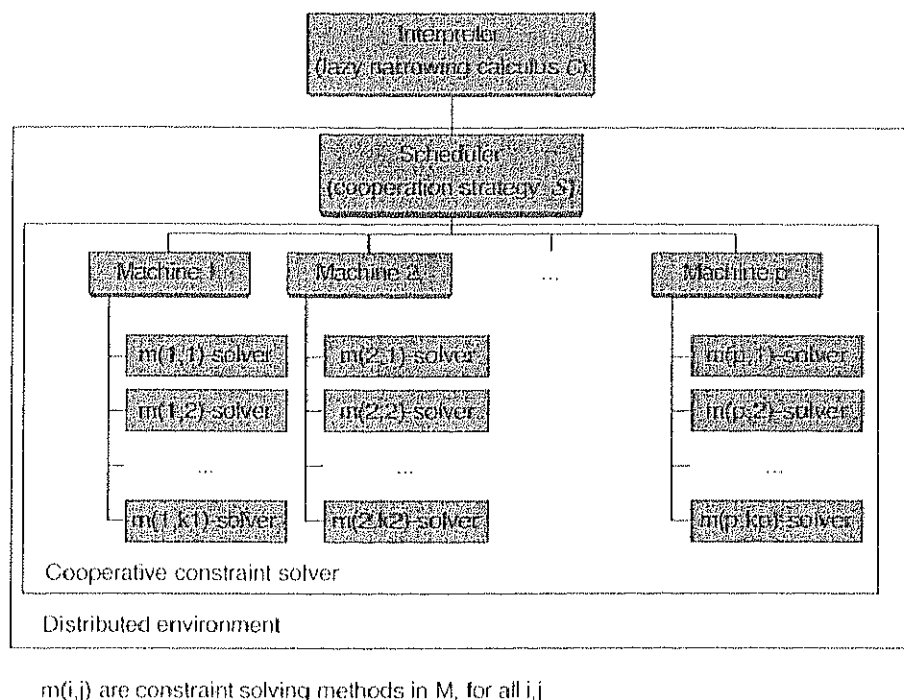 Interpreter
(lazy narrowing calculus C)
Scheduler
(cooperation strategy S)
Machine 1
Machine 2
...
Machine p
m(1,1)-solver
m(2,1)-solver
m(p,1)-solver
m(1,2)-solver
m(2,2)-solver
m(p,2)-solver
...
...
...
m(1,k1)-solver
m(2,k2)-solver
m(p,kp)-solver
Cooperative constraint solver
Distributed environment
m(i,j) are constraint solving methods in M, for all i,j